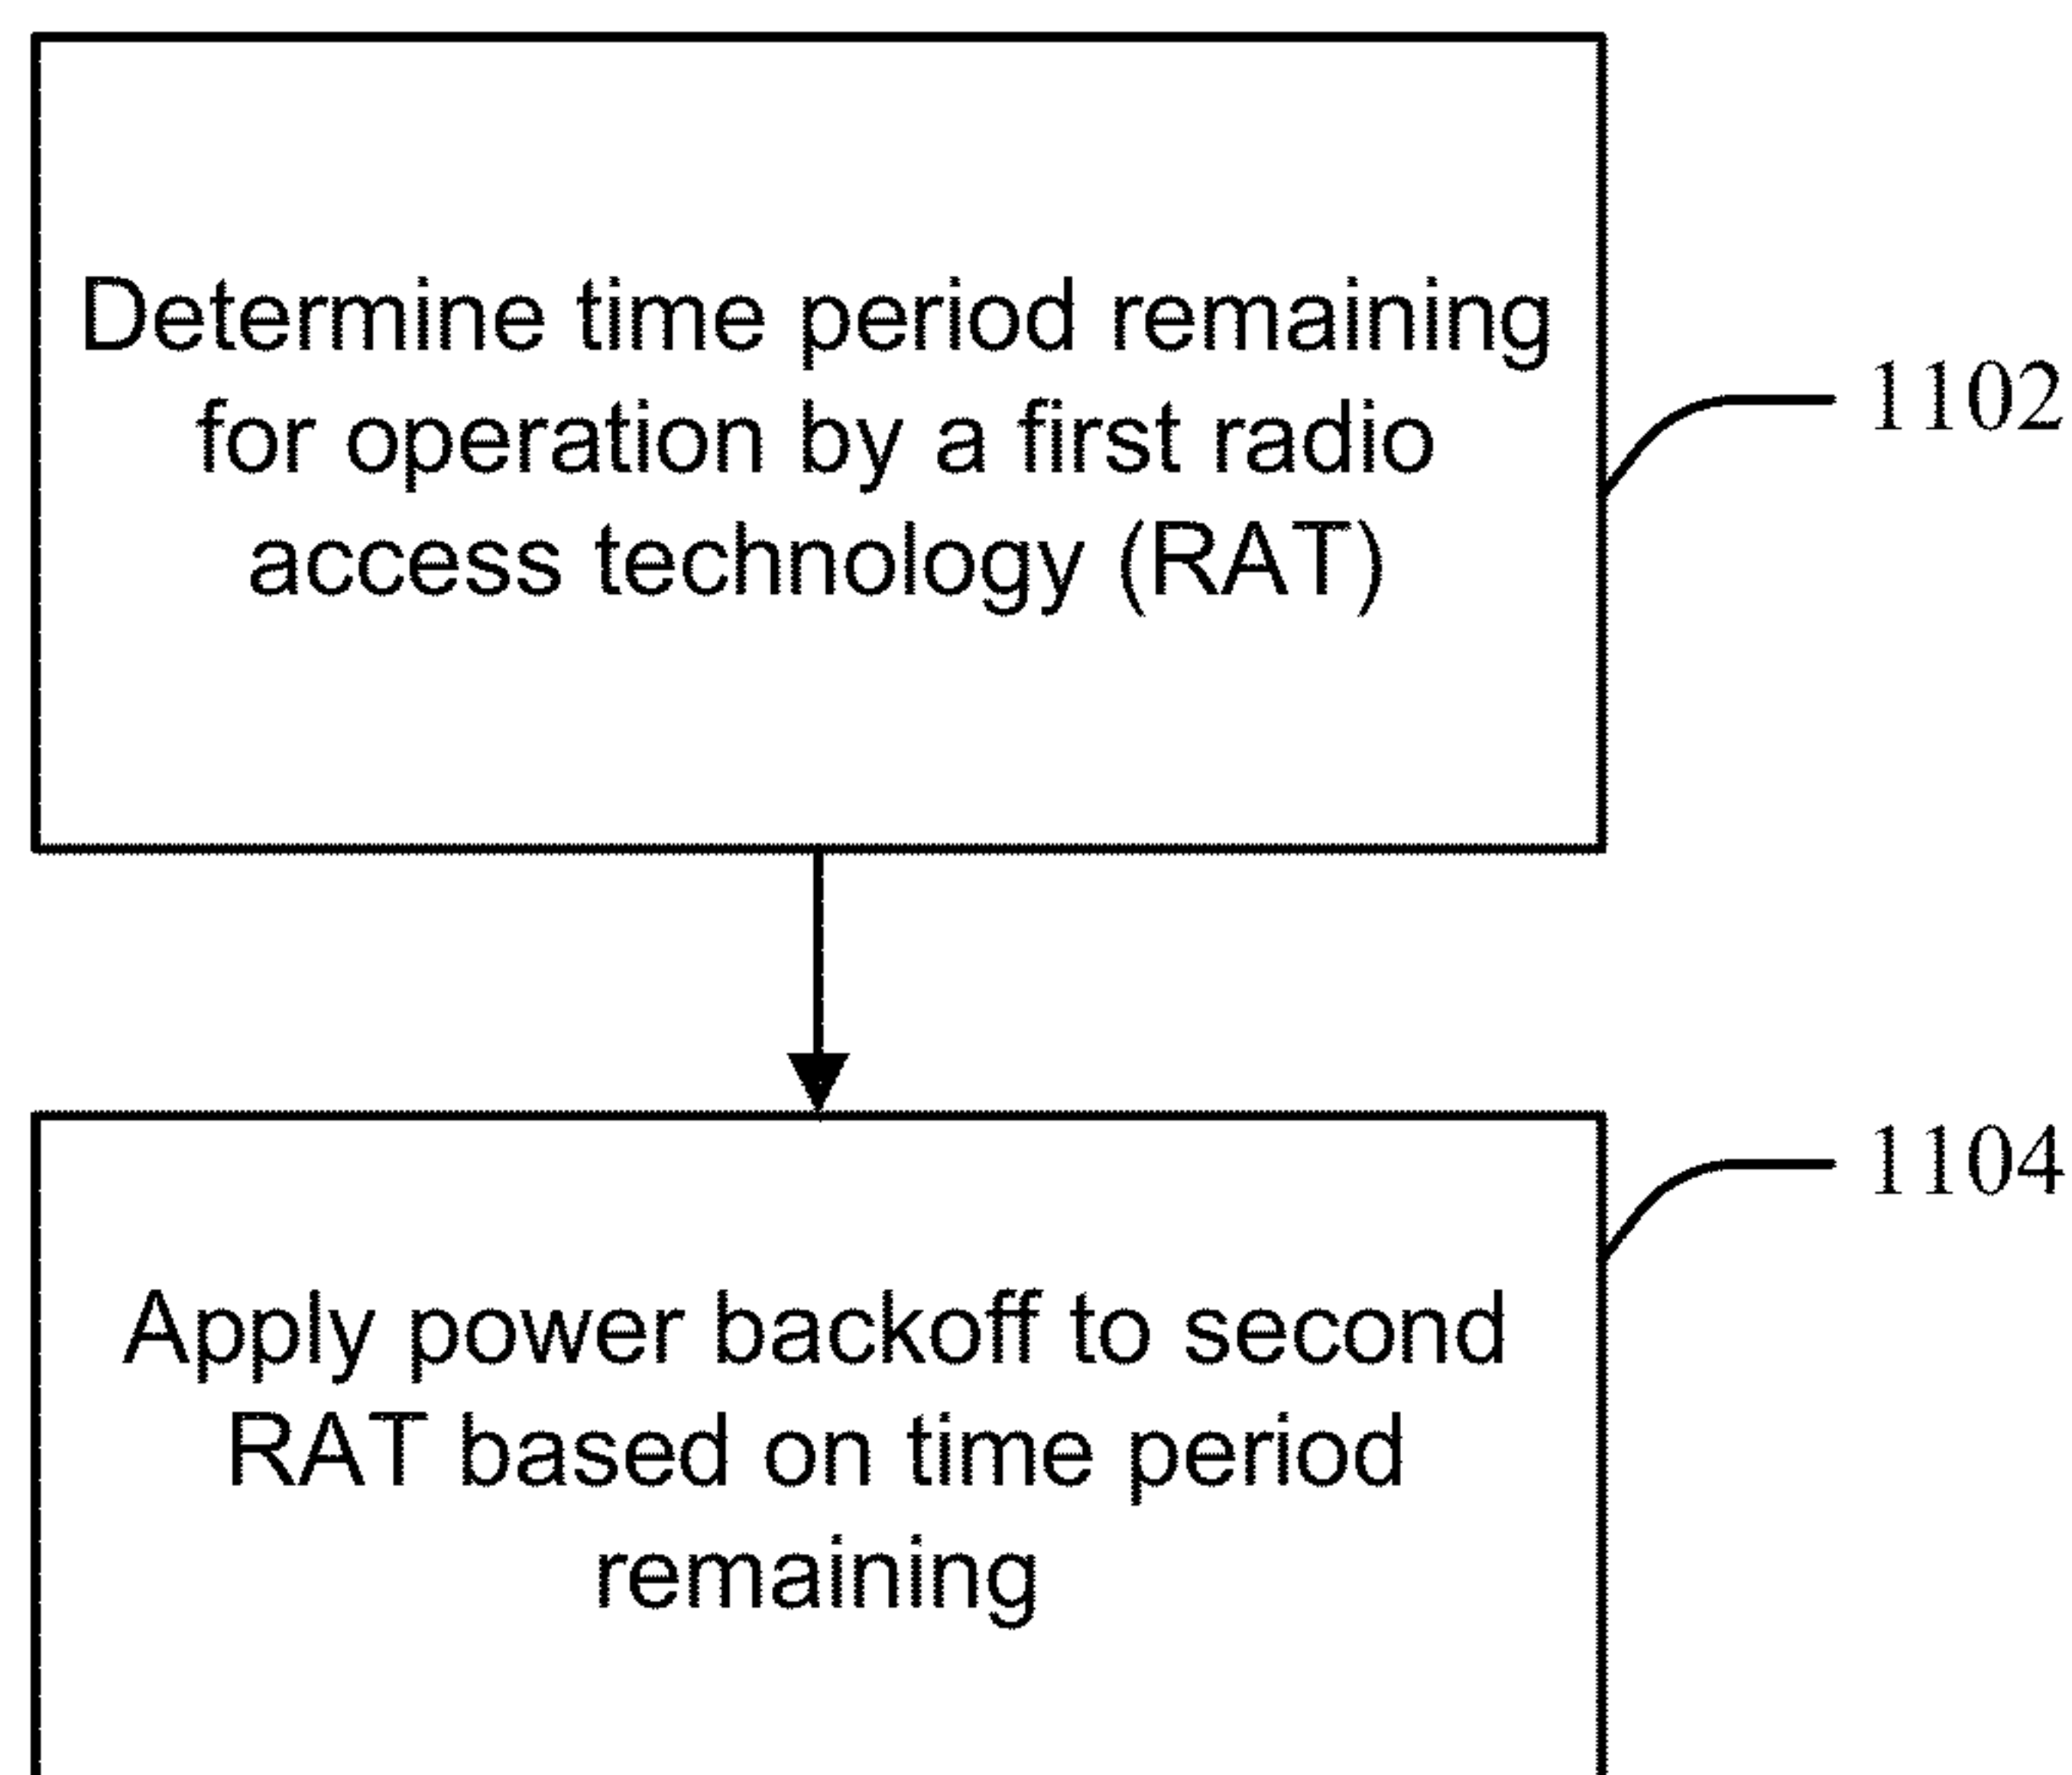 Determine time period remaining
for operation by a first radio
access technology (RAT)
1102
1104
Apply power backoff to second
RAT based on time period
remaining